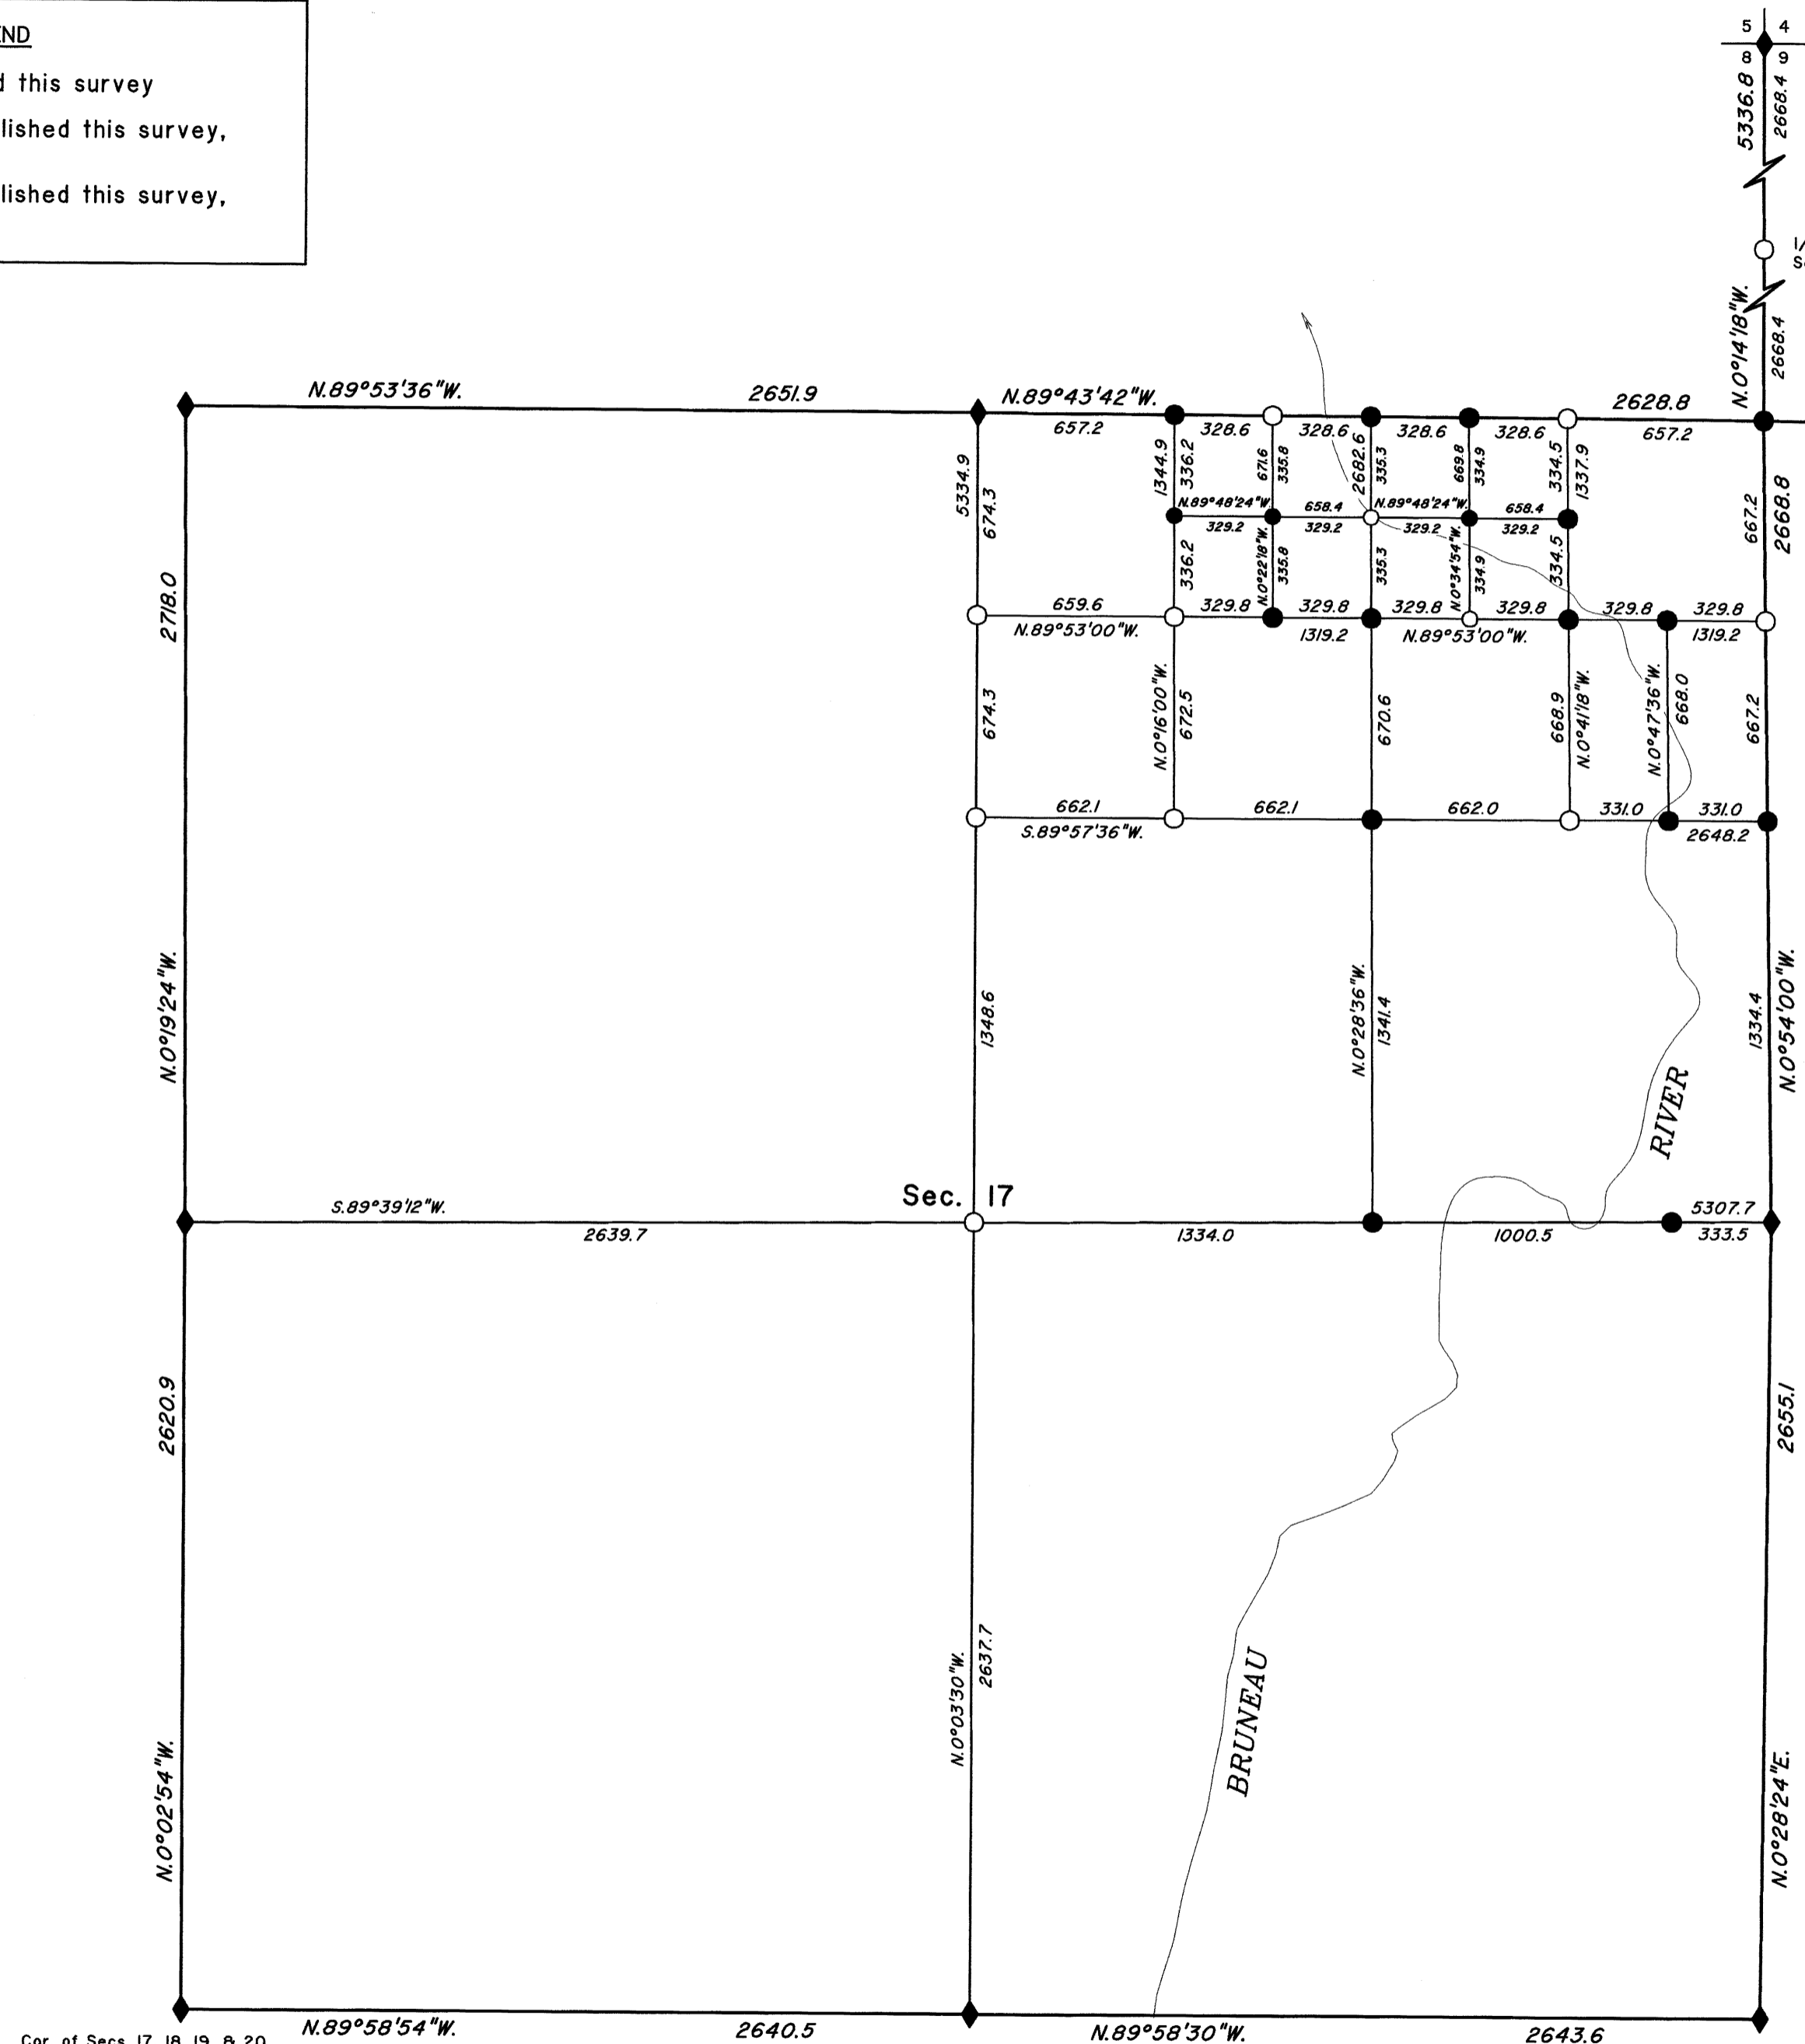 END
d this survey
lished this survey,
lished this survey,
5 4
8 9
5336.8
2668.4
1/
S
N.0°14'18"W.
2668.4
N.89°53'36"W. 2651.9 N.89°43'42"W. 2628.8
657.2 328.6 328.6 328.6 328.6 657.2
5334.9
674.3
1344.9
336.2
671.6
335.8
2682.6
335.3
669.8
334.9
334.5
1337.9
667.2
2668.8
N.89°48'24"W. 658.4 N.89°48'24"W. 658.4
329.2 329.2 329.2 329.2
336.2
N.0°22'18"W.
335.8
335.3
N.0°34'54"W.
334.9
334.5
2718.0
659.6 329.8 329.8 329.8 329.8 329.8 329.8
N.89°53'00"W. 1319.2 N.89°53'00"W. 1319.2
674.3
N.0°16'00"W.
672.5
670.6
668.9
N.0°41'18"W.
N.0°47'36"W.
668.0
667.2
662.1 662.1 662.0 331.0 331.0
S.89°57'36"W. 2648.2
N.0°19'24"W.
1348.6
N.0°28'36"W.
1341.4
1334.4
N.0°54'00"W.
RIVER
Sec. 17
S.89°39'12"W. 5307.7
2639.7 1334.0 1000.5 333.5
2620.9
2655.1
N.0°03'30"W.
2637.7
BRUNEAU
N.0°02'54"W.
N.0°28'24"E.
Cor. of Secs. 17, 18, 19, & 20
N.89°58'54"W. 2640.5 N.89°58'30"W. 2643.6